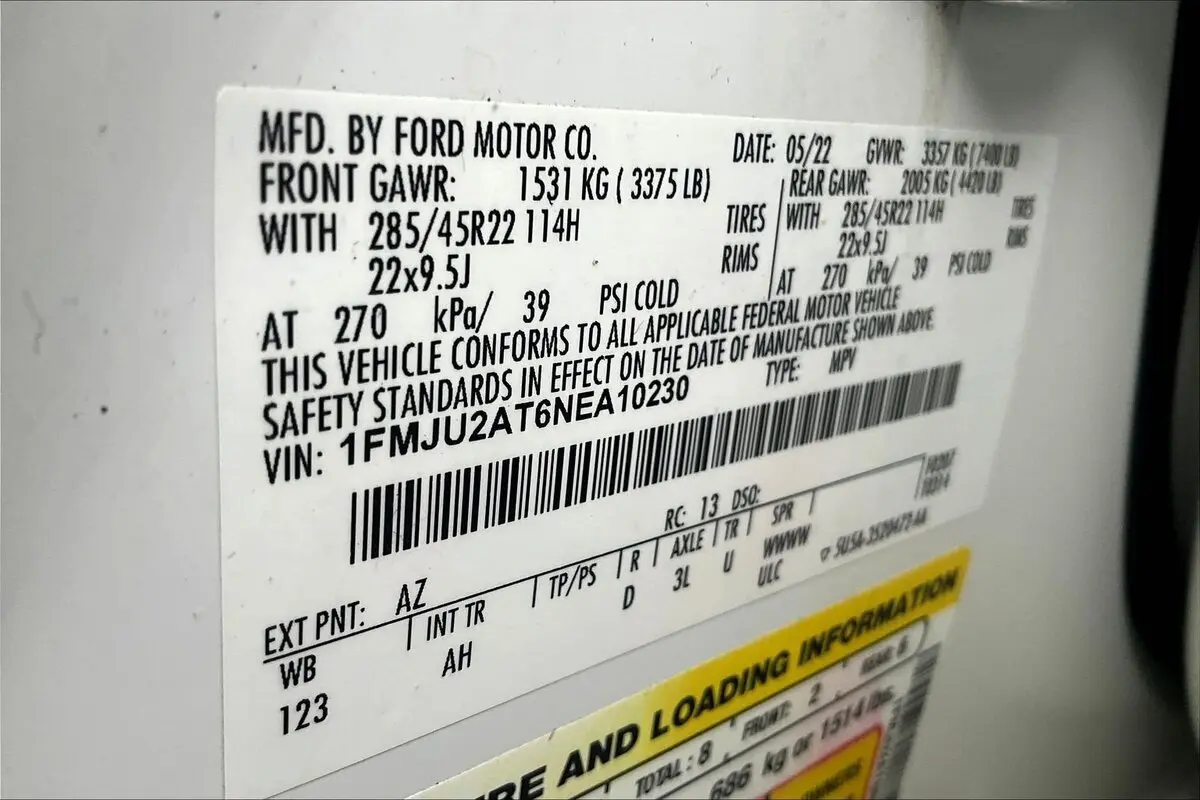 MFD. BY FORD MOTOR CO. DATE: 05/22 GVWR: 3357 KG ( 7400 LB)
FRONT GAWR: 1531 KG ( 3375 LB) REAR GAWR: 2005 KG ( 4420 LB)
WITH 285/45R22 114H TIRES WITH 285/45R22 114H TIRES
22x9.5J RIMS 22x9.5J RIMS
AT 270 kPa/ 39 PSI COLD AT 270 kPa/ 39 PSI COLD
THIS VEHICLE CONFORMS TO ALL APPLICABLE FEDERAL MOTOR VEHICLE
SAFETY STANDARDS IN EFFECT ON THE DATE OF MANUFACTURE SHOWN ABOVE.
VIN: 1FMJU2AT6NEA10230 TYPE: MPV
EXT PNT: AZ RC: 13 DSO:
WB INT TR TP/PS R AXLE TR SPR
123 AH D 3L U WWWW
ULC
AND LOADING INFORMATION
TOTAL : 8 FRONT: 2 REAR: 6
686 kg or 1514 lbs.